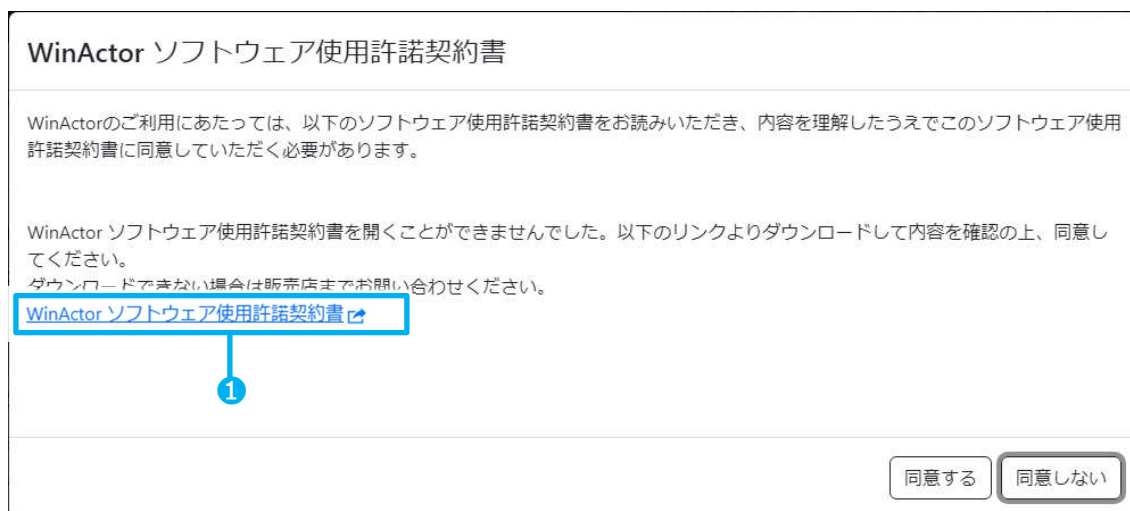 WinActor ソフトウェア使用許諾契約書
WinActorのご利用にあたっては、以下のソフトウェア使用許諾契約書をお読みいただき、内容を理解したうえでこのソフトウェア使用
許諾契約書に同意していただく必要があります。
WinActor ソフトウェア使用許諾契約書を開くことができませんでした。以下のリンクよりダウンロードして内容を確認の上、同意し
てください。
ダウンロードできない場合は販売店までお問い合わせください。
WinActor ソフトウェア使用許諾契約書
1
同意する
同意しない